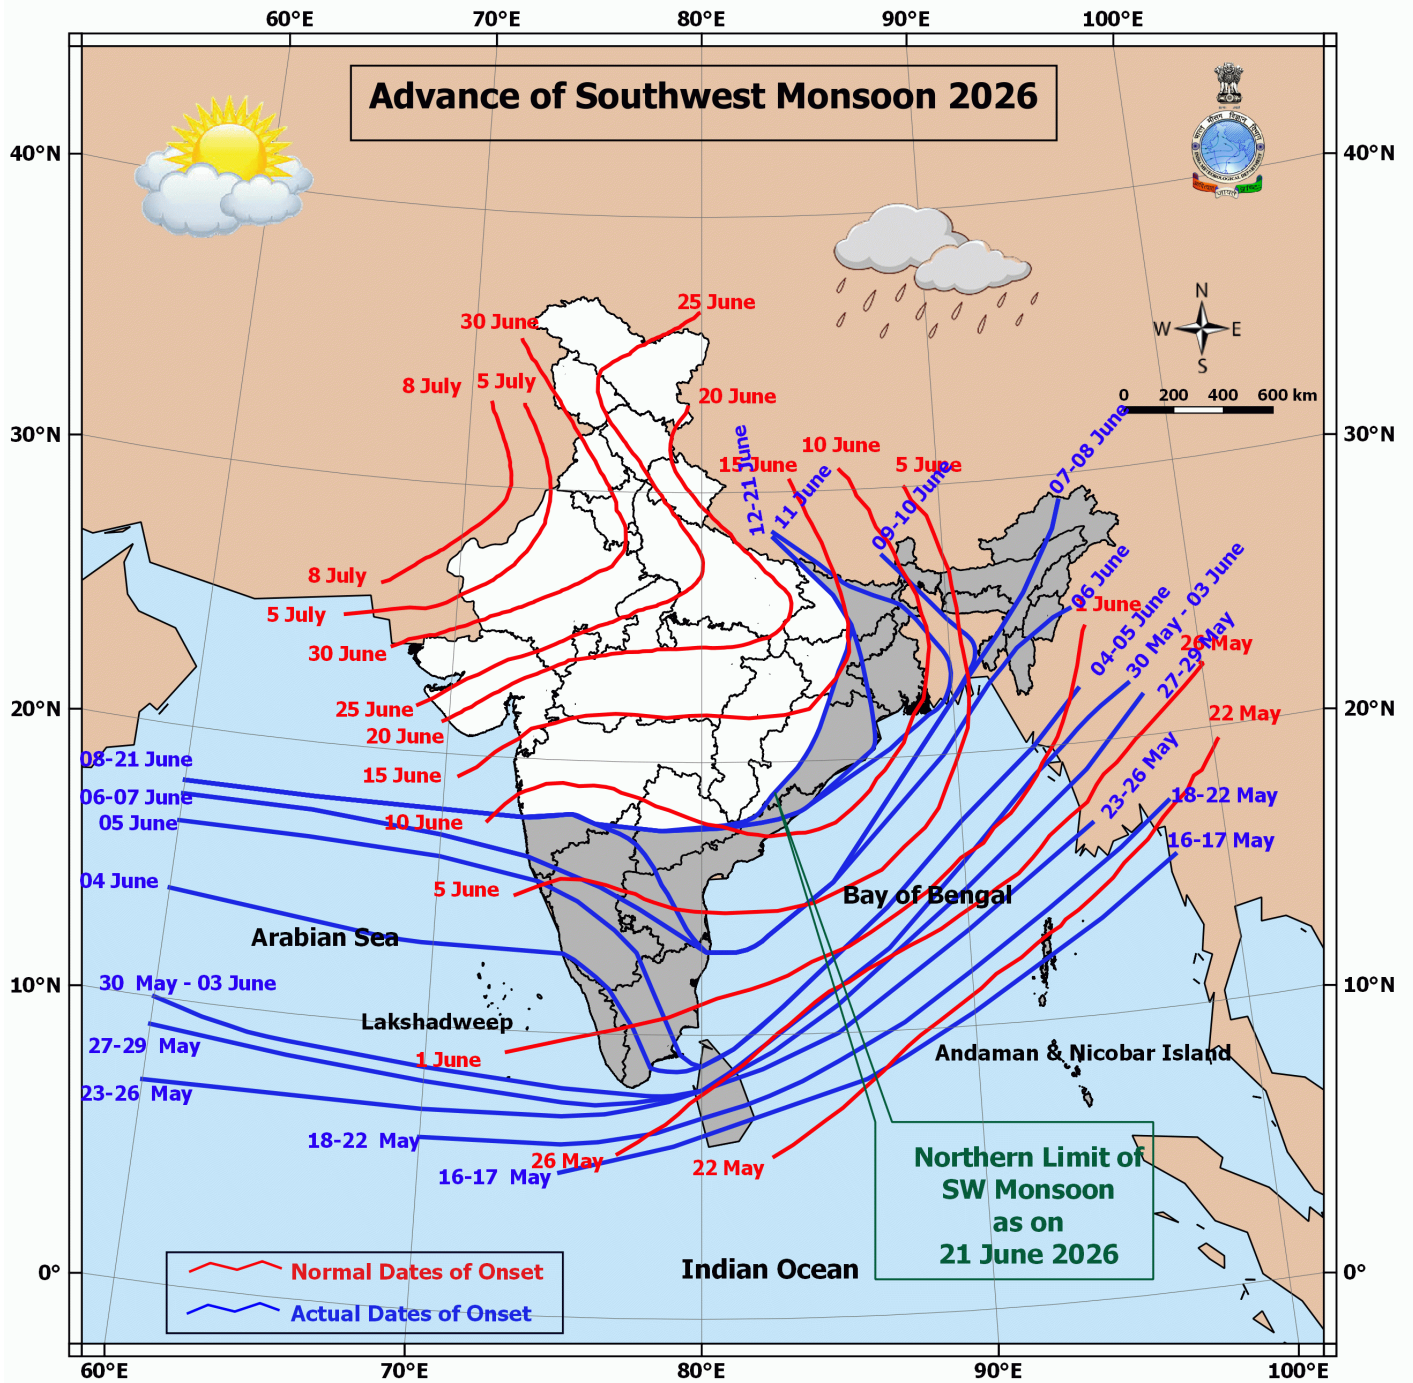 60°E 70°E 80°E 90°E 100°E
Advance of Southwest Monsoon 2026
40°N
40°N
N
W E
S
0 200 400 600 km
25 June
30 June
8 July
5 July
20 June
30°N
30°N
10 June
15 June
5 June
12-21 June
11 June
09-10 June
07-08 June
06 June
1 June
04-05 June
30 May - 03 June
27-29 May
26 May
22 May
8 July
5 July
30 June
25 June
20 June
15 June
10 June
5 June
20°N
20°N
08-21 June
06-07 June
05 June
04 June
23-26 May
18-22 May
16-17 May
Bay of Bengal
Arabian Sea
10°N
10°N
30 May - 03 June
Lakshadweep
27-29 May
1 June
Andaman & Nicobar Island
23-26 May
18-22 May
26 May
16-17 May
22 May
Northern Limit of
SW Monsoon
as on
21 June 2026
Normal Dates of Onset
Actual Dates of Onset
Indian Ocean
0°
0°
60°E 70°E 80°E 90°E 100°E